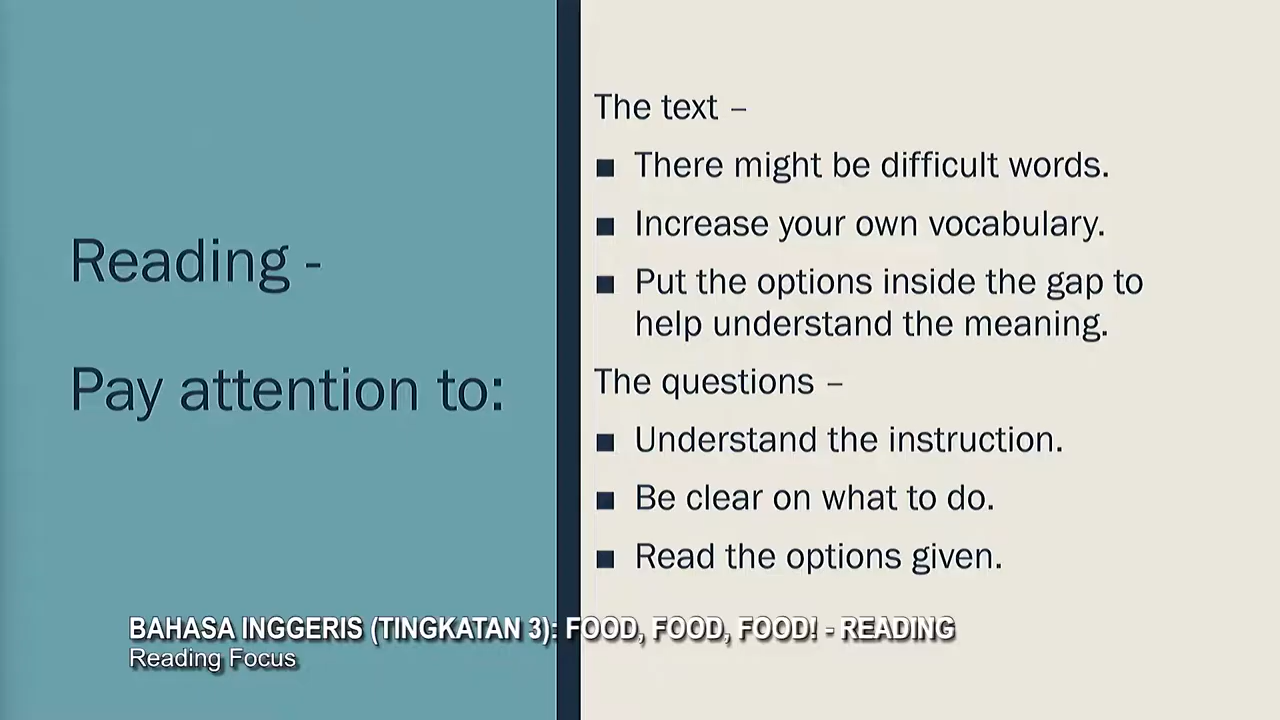 Reading -
Pay attention to:
The text –
■ There might be difficult words.
■ Increase your own vocabulary.
■ Put the options inside the gap to
help understand the meaning.
The questions –
■ Understand the instruction.
■ Be clear on what to do.
■ Read the options given.
BAHASA INGGERIS (TINGKATAN 3): FOOD, FOOD, FOOD! - READING
Reading Focus